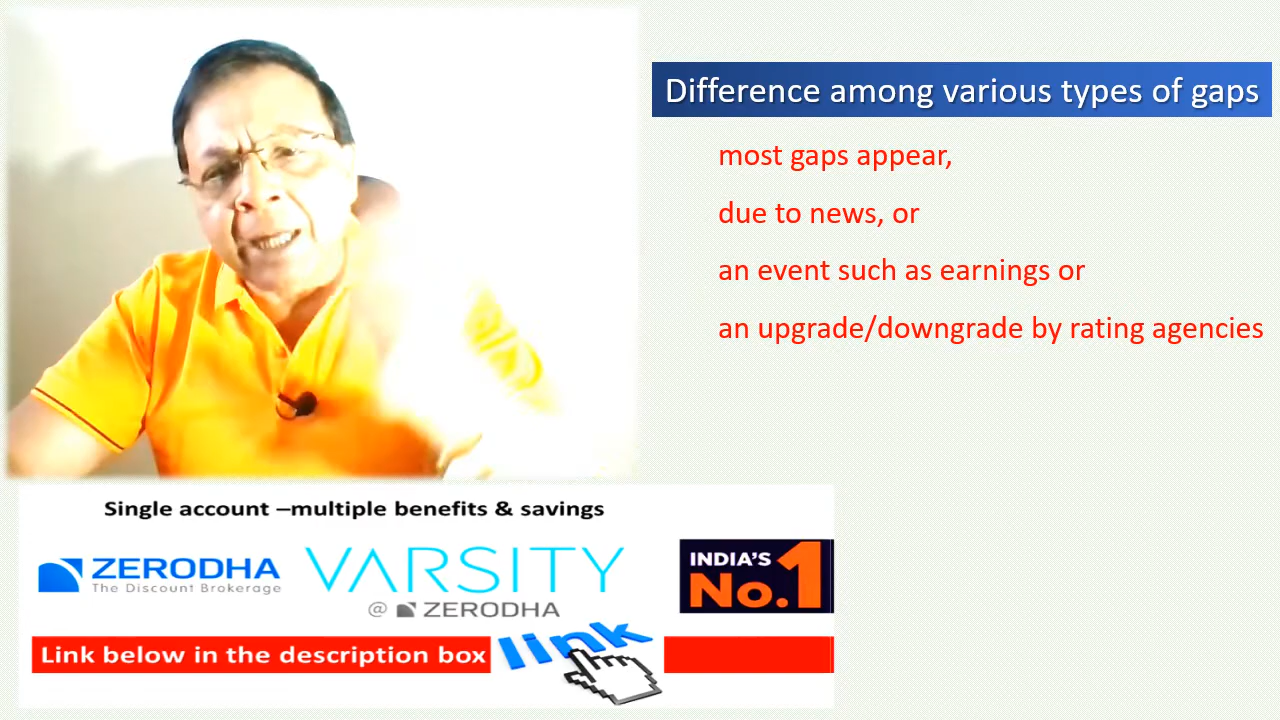 Difference among various types of gaps
most gaps appear,
due to news, or
an event such as earnings or
an upgrade/downgrade by rating agencies
Single account –multiple benefits & savings
ZERODHA
The Discount Brokerage
VARSITY
@ ZERODHA
INDIA'S
No.1
Link below in the description box
link